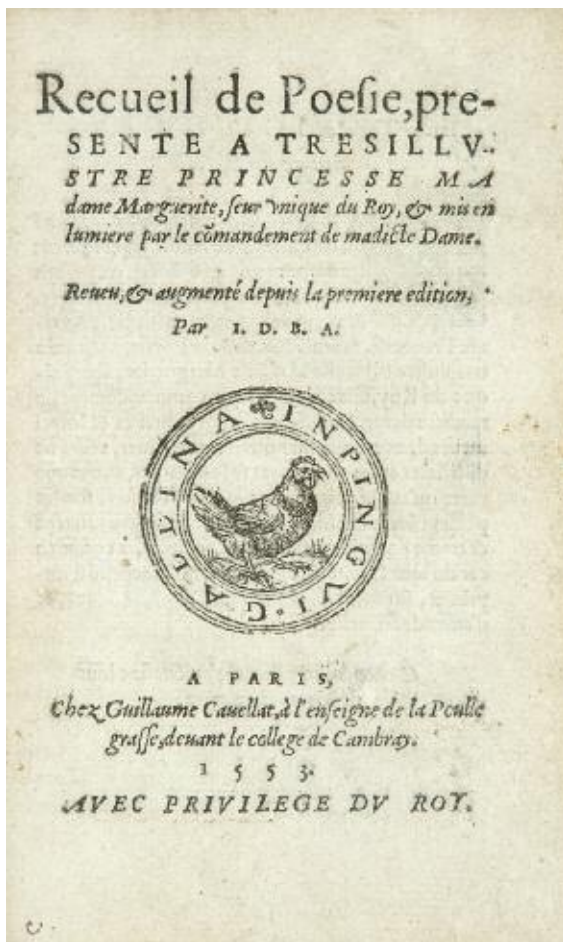 Recueil de Poeſie, pre-
SENTE A TRESILLV-
STRE PRINCESSE MA
dame Marguerite, ſeur vnique du Roy, & mis en
lumiere par le cõmandement de madicte Dame.
Reueu, & augmenté depuis la premiere edition,
Par I. D. B. A.
IN PINGVI GALLINA
A PARIS,
Chez Guillaume Cauellat, à l'enſeigne de la Poulle
graſſe, deuant le college de Cambray.
1553.
AVEC PRIVILEGE DV ROY.